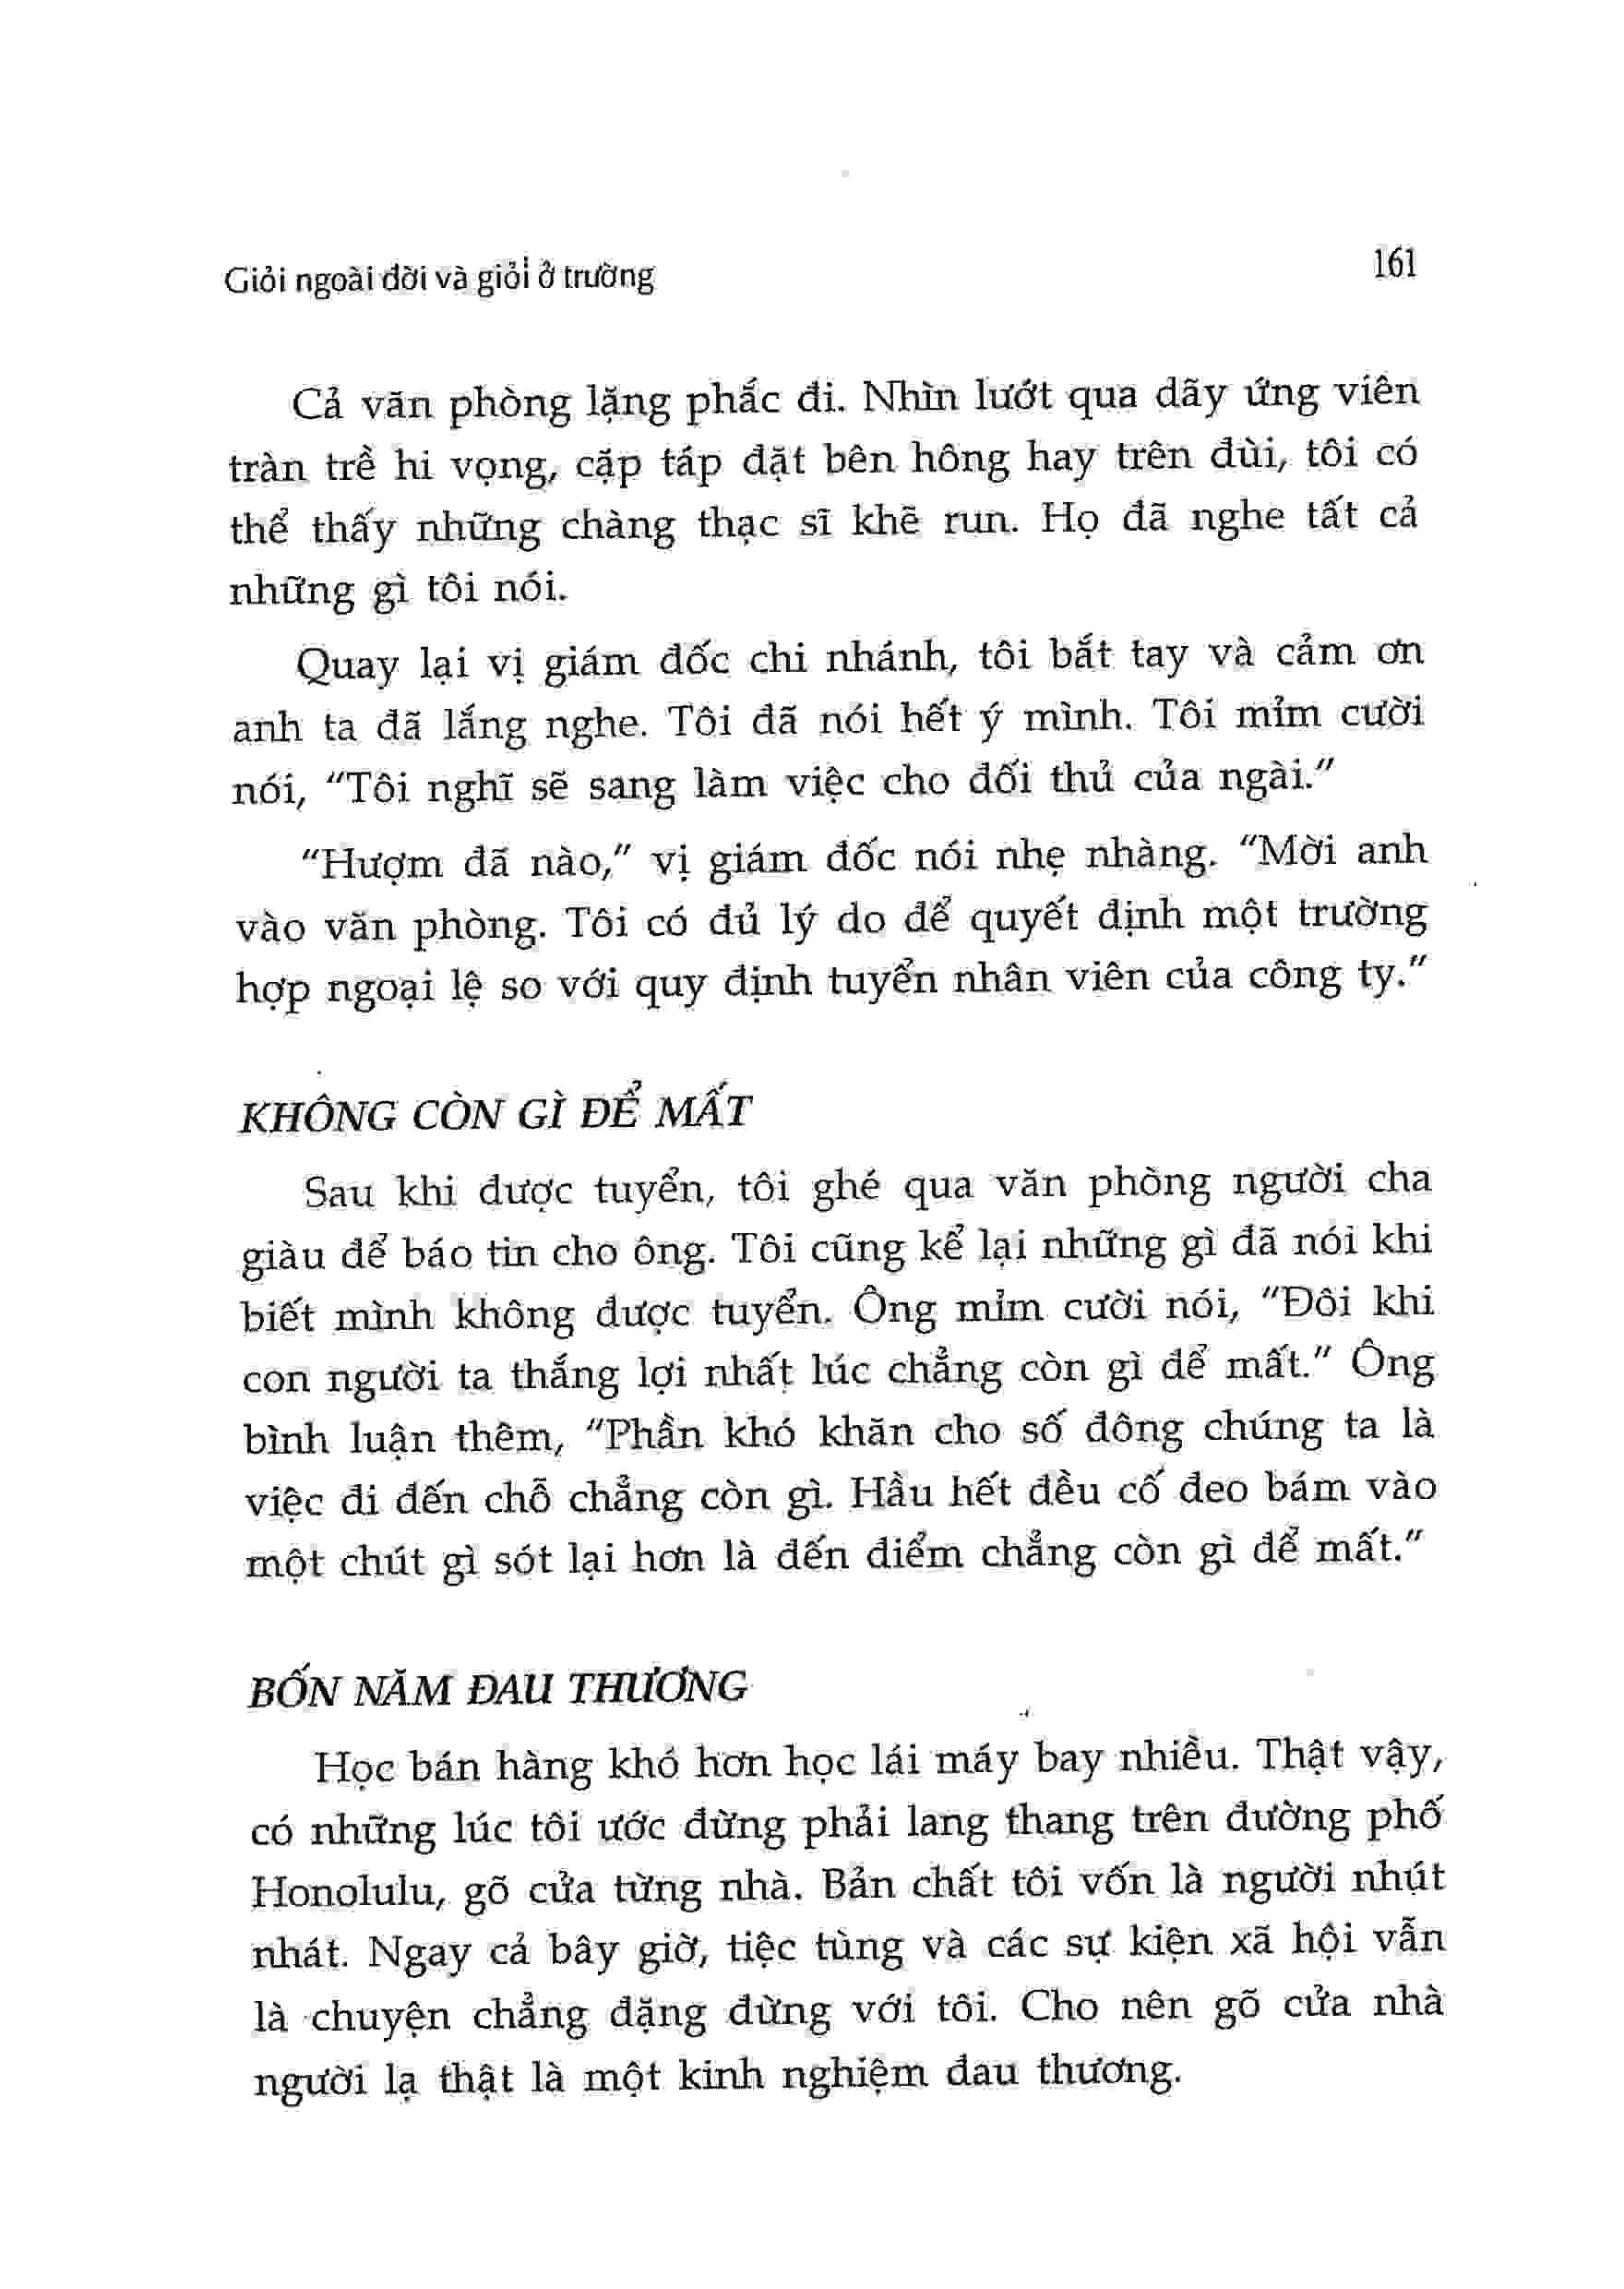 Giỏi ngoài đời và giỏi ở trường
161
Cả văn phòng lặng phắc đi. Nhìn lướt qua dãy ứng viên
tràn trề hi vọng, cặp táp đặt bên hông hay trên đùi, tôi có
thể thấy những chàng thạc sĩ khẽ run. Họ đã nghe tất cả
những gì tôi nói.
Quay lại vị giám đốc chi nhánh, tôi bắt tay và cảm ơn
anh ta đã lắng nghe. Tôi đã nói hết ý mình. Tôi mỉm cười
nói, “Tôi nghĩ sẽ sang làm việc cho đối thủ của ngài.”
“Hượm đã nào,” vị giám đốc nói nhẹ nhàng. “Mời anh
vào văn phòng. Tôi có đủ lý do để quyết định một trường
hợp ngoại lệ so với quy định tuyển nhân viên của công ty.”
KHÔNG CÒN GÌ ĐỂ MẤT
Sau khi được tuyển, tôi ghé qua văn phòng người cha
giàu để báo tin cho ông. Tôi cũng kể lại những gì đã nói khi
biết mình không được tuyển. Ông mỉm cười nói, “Đôi khi
con người ta thắng lợi nhất lúc chẳng còn gì để mất.” Ông
bình luận thêm, “Phần khó khăn cho số đông chúng ta là
việc đi đến chỗ chẳng còn gì. Hầu hết đều cố đeo bám vào
một chút gì sót lại hơn là đến điểm chẳng còn gì để mất.”
BỐN NĂM ĐAU THƯƠNG
Học bán hàng khó hơn học lái máy bay nhiều. Thật vậy,
có những lúc tôi ước đừng phải lang thang trên đường phố
Honolulu, gõ cửa từng nhà. Bản chất tôi vốn là người nhút
nhát. Ngay cả bây giờ, tiệc tùng và các sự kiện xã hội vẫn
là chuyện chẳng đặng đừng với tôi. Cho nên gõ cửa nhà
người lạ thật là một kinh nghiệm đau thương.